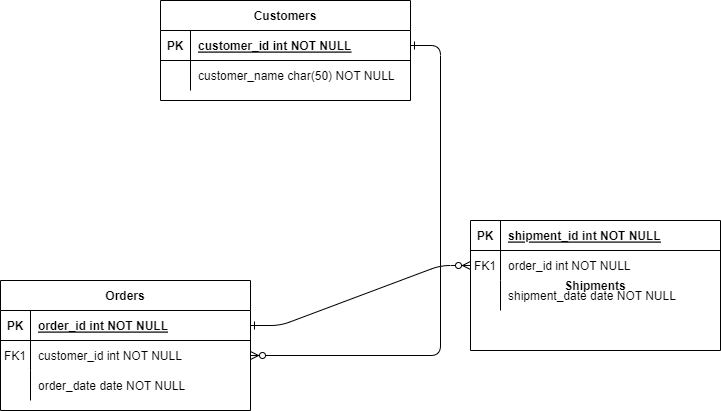 Customers
PK customer_id int NOT NULL
customer_name char(50) NOT NULL
PK shipment_id int NOT NULL
FK1 order_id int NOT NULL
Shipments
shipment_date date NOT NULL
Orders
PK order_id int NOT NULL
FK1 customer_id int NOT NULL
order_date date NOT NULL